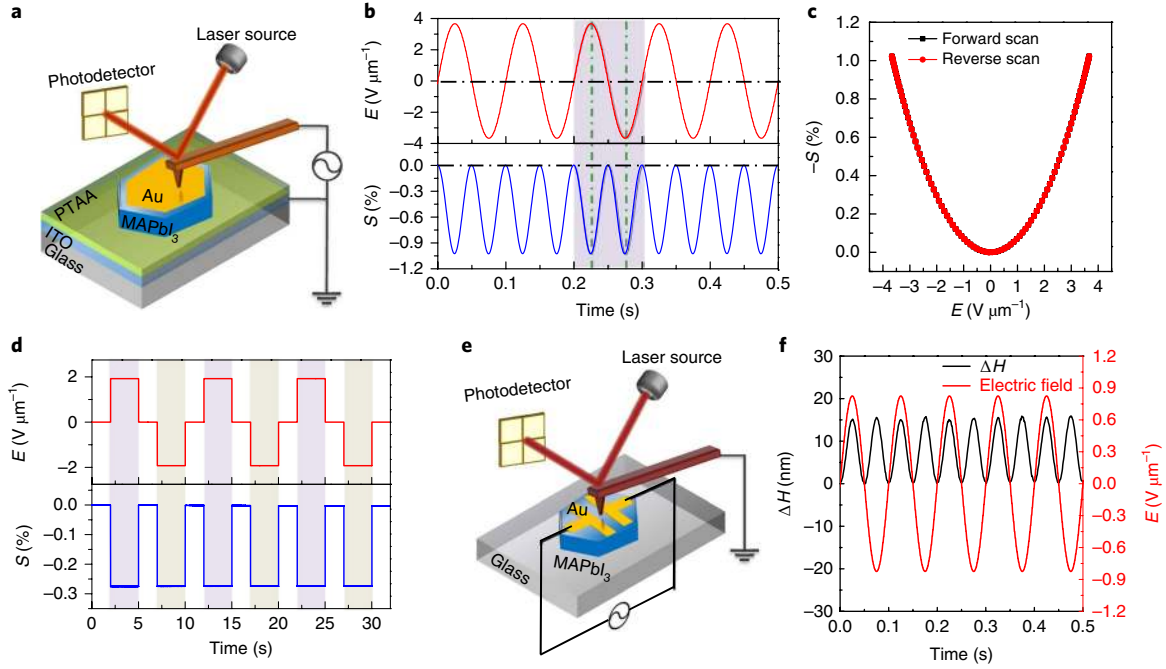 a
Laser source
Photodetector
Au
PTAA
MAPbI3
ITO
Glass
b
E (V μm−1)
4
2
0
−2
−4
S (%)
0.0
−0.3
−0.6
−0.9
−1.2
0.0 0.1 0.2 0.3 0.4 0.5
Time (s)
c
Forward scan
Reverse scan
−S (%)
1.2
1.0
0.8
0.6
0.4
0.2
0.0
−4 −3 −2 −1 0 1 2 3 4
E (V μm−1)
d
E (V μm−1)
2
0
−2
S (%)
0.0
−0.1
−0.2
−0.3
0 5 10 15 20 25 30
Time (s)
e
Laser source
Photodetector
Au
MAPbI3
Glass
f
ΔH
Electric field
ΔH (nm)
30
20
10
0
−10
−20
−30
1.2
0.9
0.6
0.3
0.0
−0.3
−0.6
−0.9
−1.2
E (V μm−1)
0.0 0.1 0.2 0.3 0.4 0.5
Time (s)